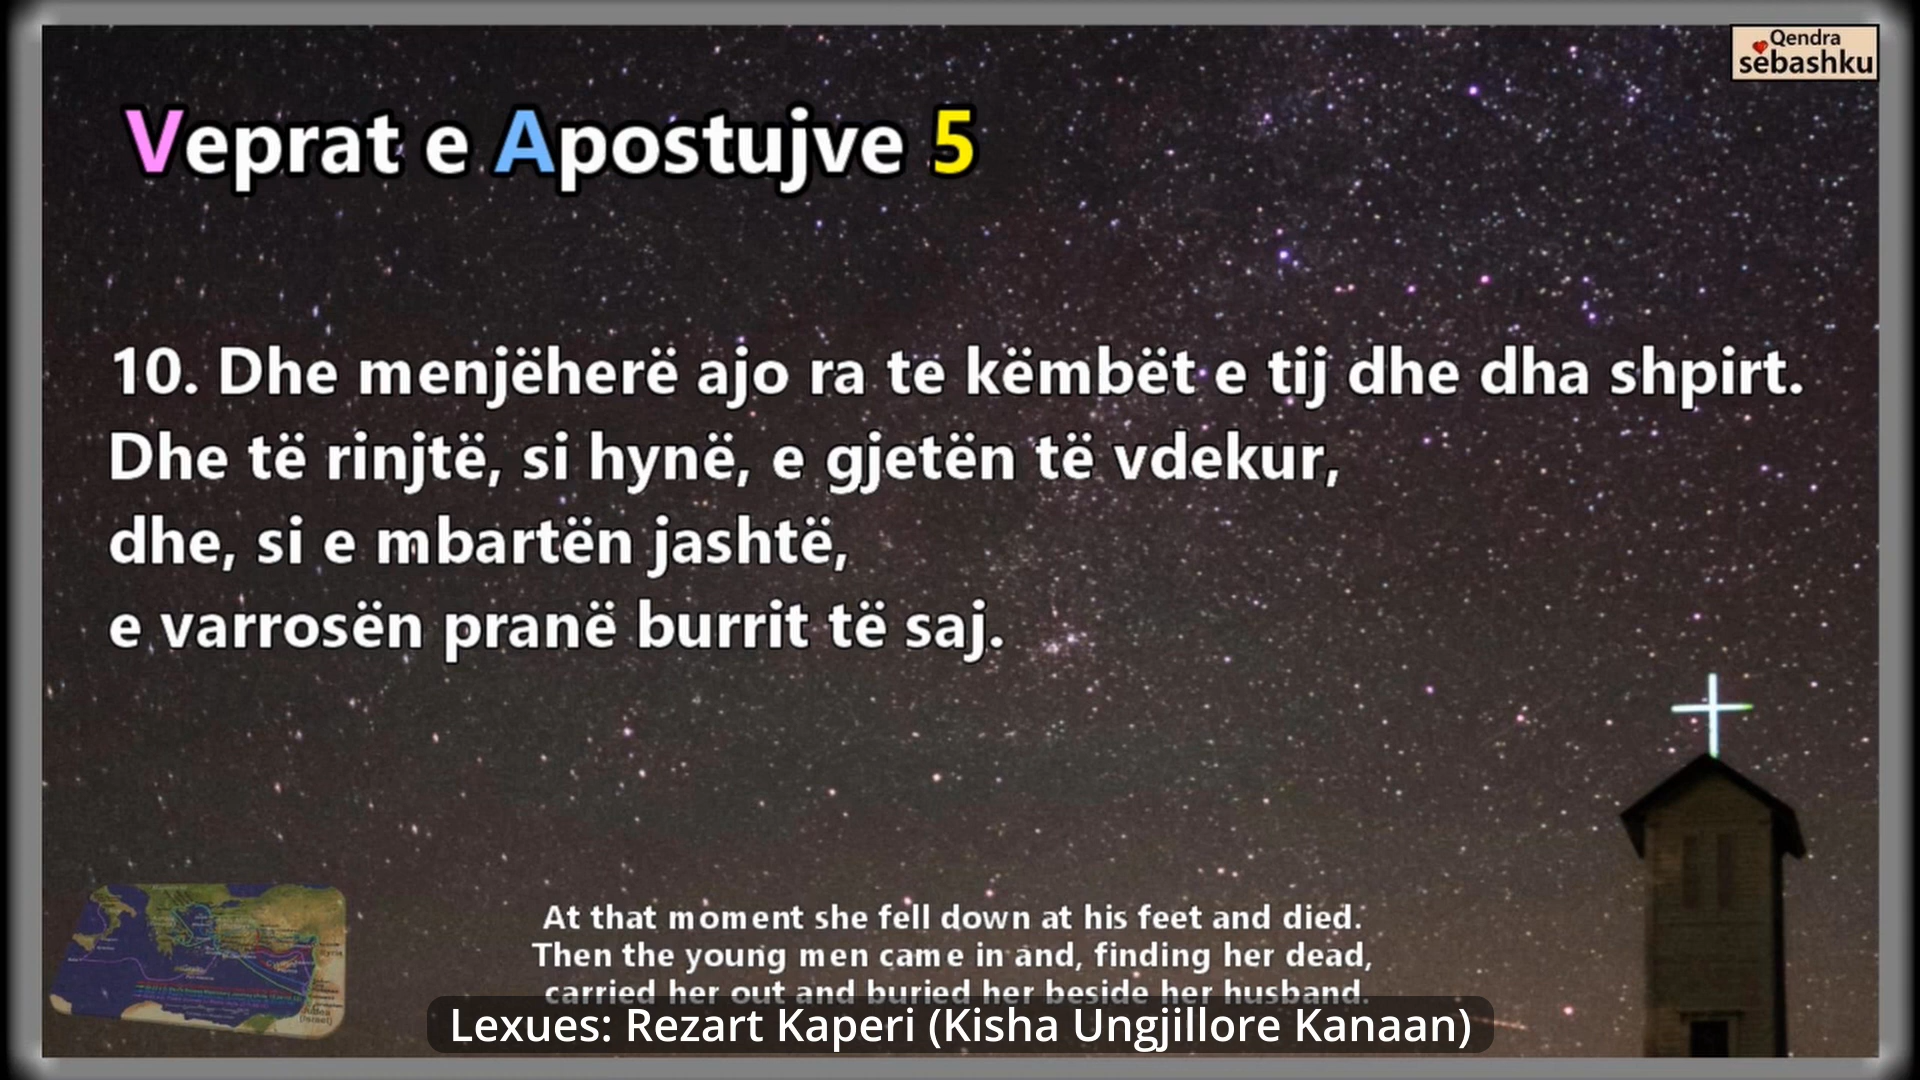 Qendra
sebashku
Veprat e Apostujve 5
10. Dhe menjëherë ajo ra te këmbët e tij dhe dha shpirt.
Dhe të rinjtë, si hynë, e gjetën të vdekur,
dhe, si e mbartën jashtë,
e varrosën pranë burrit të saj.
At that moment she fell down at his feet and died.
Then the young men came in and, finding her dead,
carried her out and buried her beside her husband.
Lexues: Rezart Kaperi (Kisha Ungjillore Kanaan)